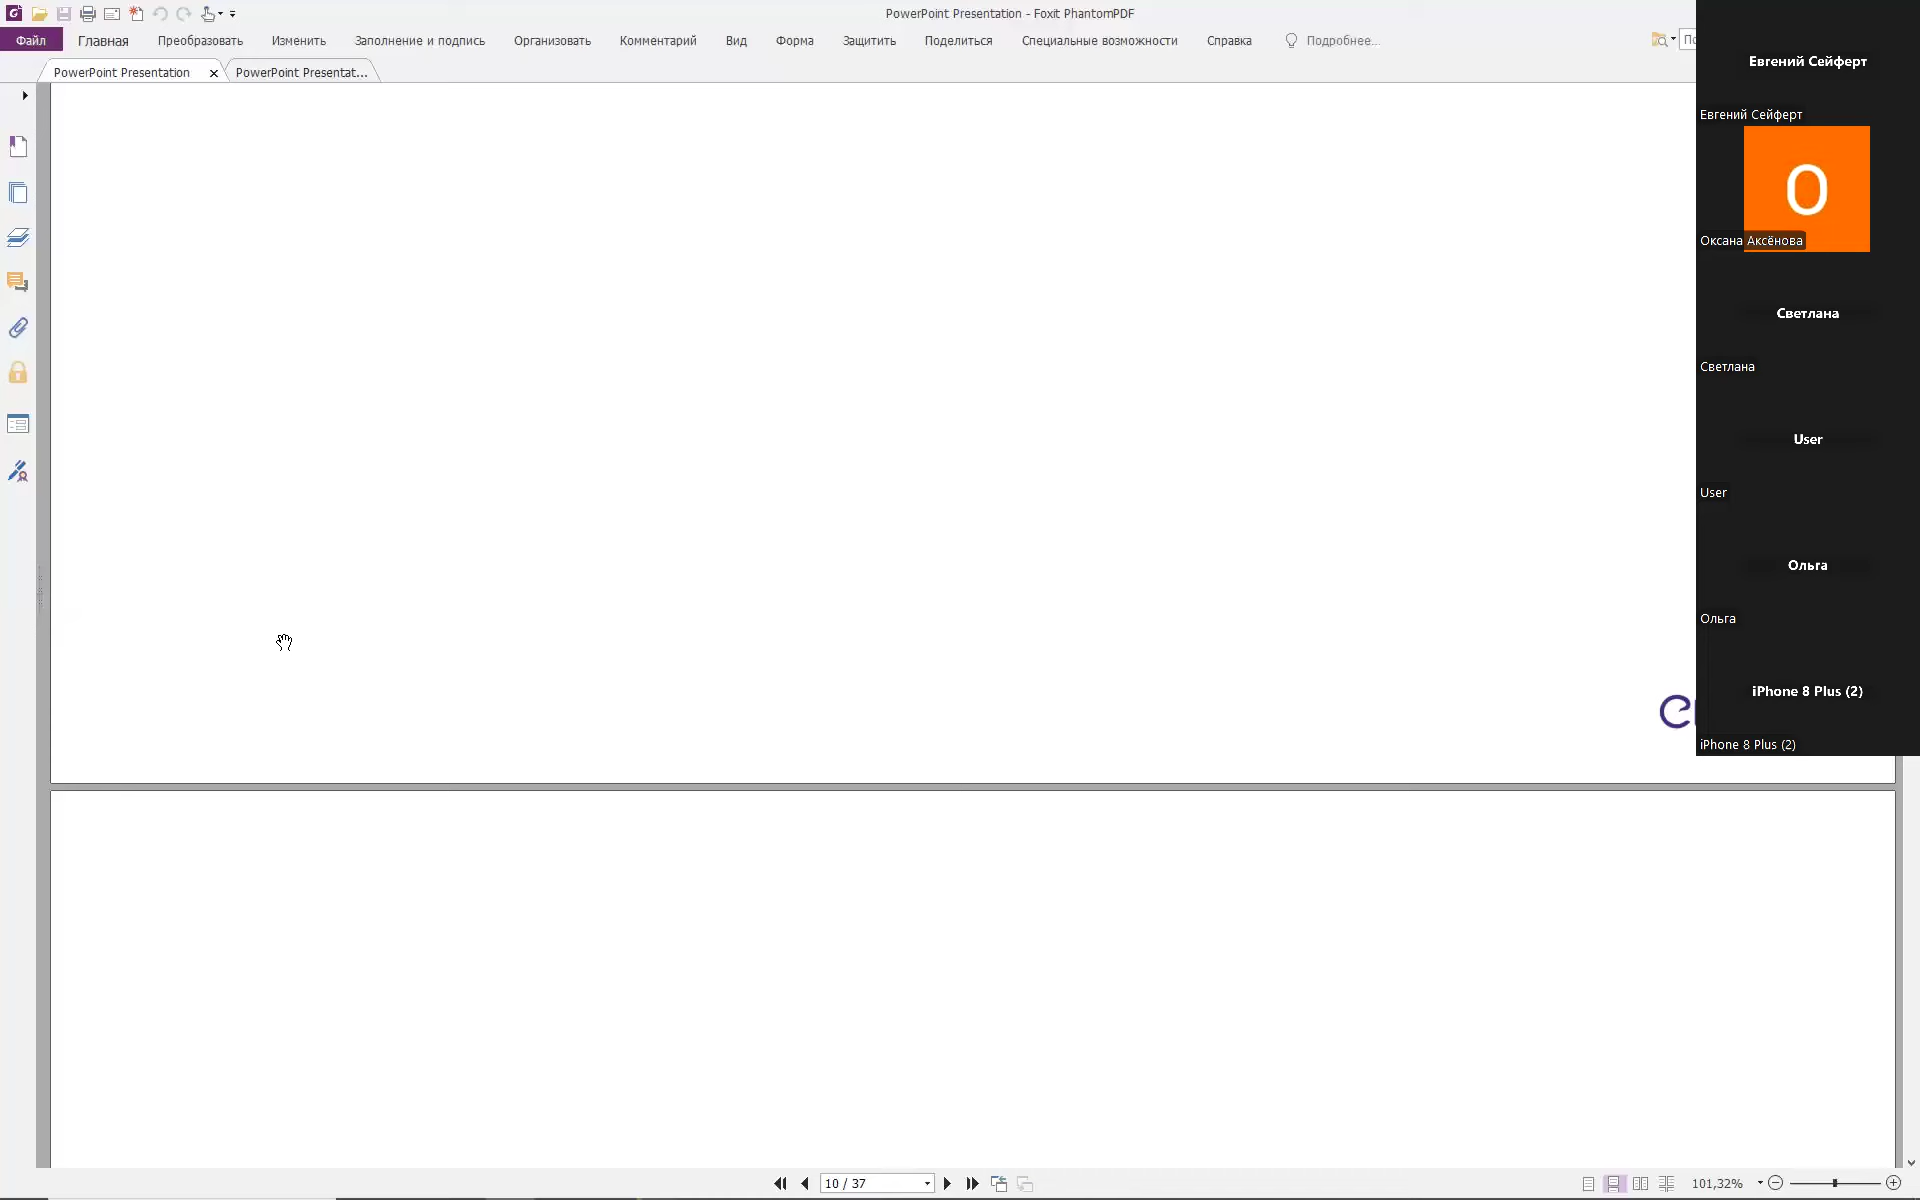 PowerPoint Presentation - Foxit PhantomPDF
Файл Главная Преобразовать Изменить Заполнение и подпись Организовать Комментарий Вид Форма Защитить Поделиться Специальные возможности Справка Подробнее...
PowerPoint Presentation PowerPoint Presentat...
Евгений Сейферт
Евгений Сейферт
O
Оксана Аксёнова
Светлана
Светлана
User
User
Ольга
Ольга
iPhone 8 Plus (2)
iPhone 8 Plus (2)
10 / 37
101,32%